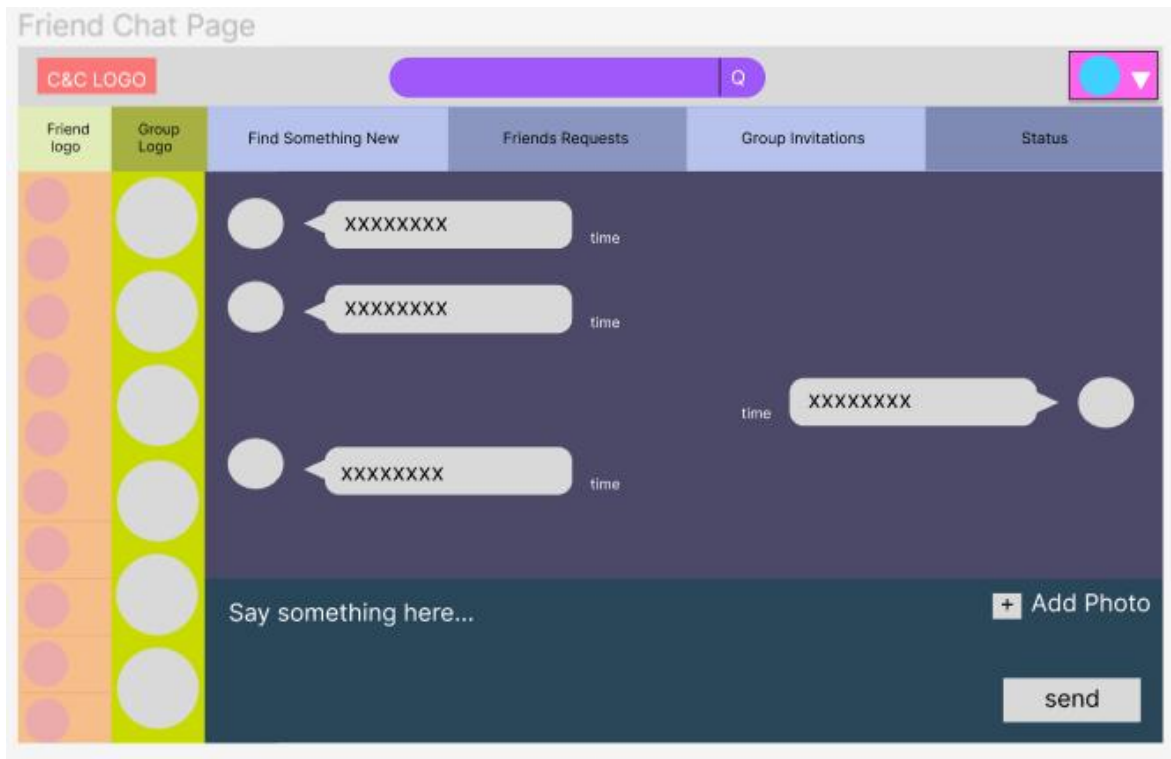 Friend Chat Page
C&C LOGO
Q
Friend
logo
Group
Logo
Find Something New
Friends Requests
Group Invitations
Status
XXXXXXXX
time
XXXXXXXX
time
time
XXXXXXXX
XXXXXXXX
time
Say something here...
+ Add Photo
send